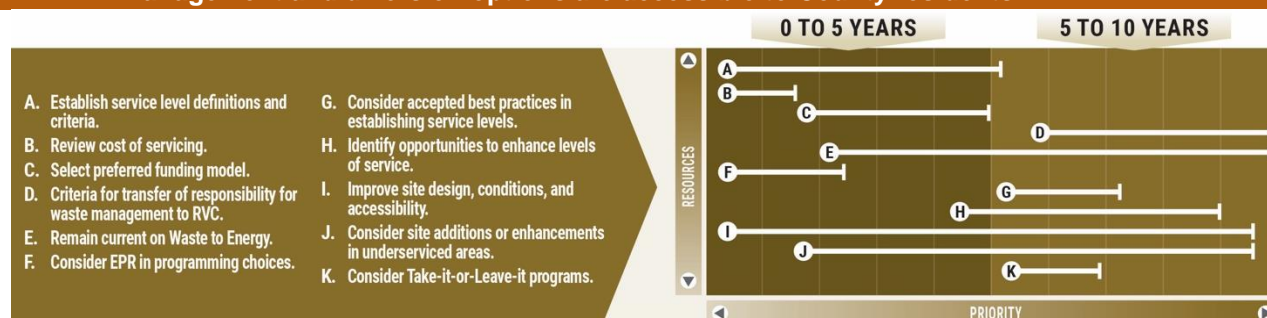 0 TO 5 YEARS
5 TO 10 YEARS
A. Establish service level definitions and
criteria.
B. Review cost of servicing.
C. Select preferred funding model.
D. Criteria for transfer of responsibility for
waste management to RVC.
E. Remain current on Waste to Energy.
F. Consider EPR in programming choices.
G. Consider accepted best practices in
establishing service levels.
H. Identify opportunities to enhance levels
of service.
I. Improve site design, conditions, and
accessibility.
J. Consider site additions or enhancements
in underserviced areas.
K. Consider Take-it-or-Leave-it programs.
RESOURCES
A
B
C
D
E
F
G
H
I
J
K
PRIORITY